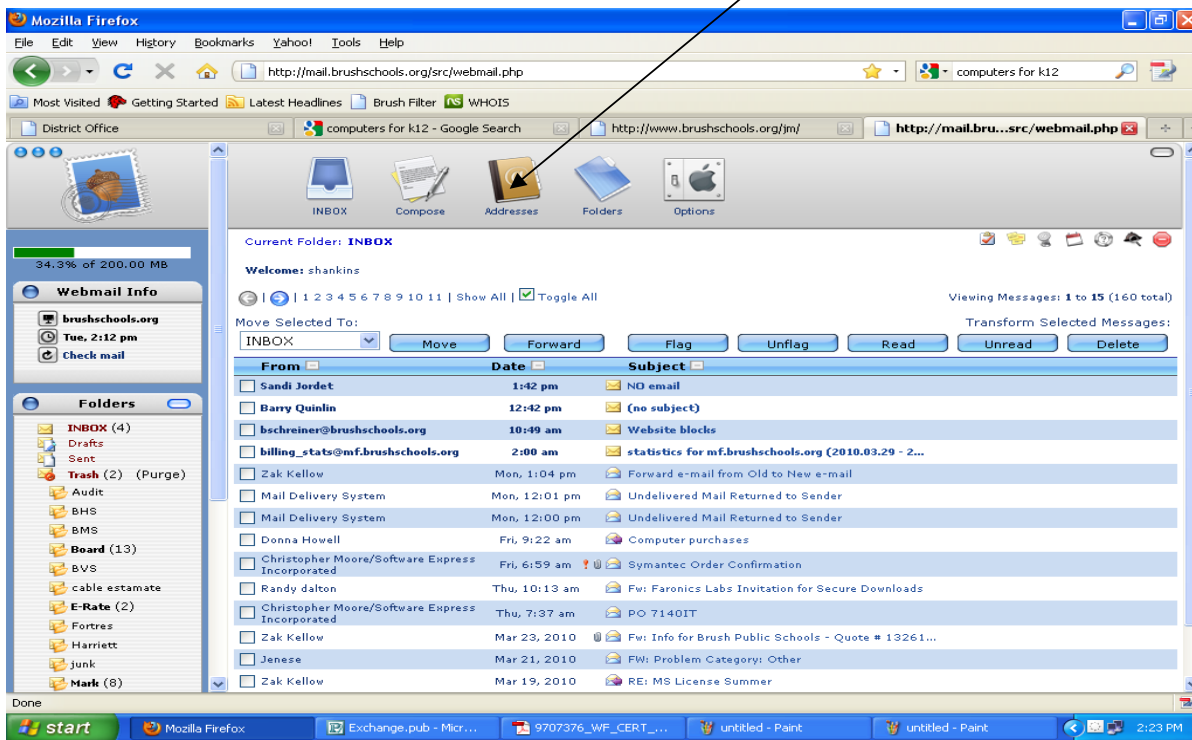 Mozilla Firefox
File Edit View History Bookmarks Yahoo! Tools Help
http://mail.brushschools.org/src/webmail.php
computers for k12
Most Visited Getting Started Latest Headlines Brush Filter NS WHOIS
District Office
computers for k12 - Google Search
http://www.brushschools.org/jm/
http://mail.bru...src/webmail.php
INBOX Compose Addresses Folders Options
34.3% of 200.00 MB
Webmail Info
brushschools.org
Tue, 2:12 pm
Check mail
Folders
INBOX (4)
Drafts
Sent
Trash (2) (Purge)
Audit
BHS
BMS
Board (13)
BVS
cable estamate
E-Rate (2)
Fortres
Harriett
junk
Mark (8)
Current Folder: INBOX
Welcome: shankins
| | 1 2 3 4 5 6 7 8 9 10 11 | Show All | Toggle All
Viewing Messages: 1 to 15 (160 total)
Move Selected To:
Transform Selected Messages:
INBOX Move Forward Flag Unflag Read Unread Delete
From Date Subject
Sandi Jordet 1:42 pm NO email
Barry Quinlin 12:42 pm (no subject)
bschreiner@brushschools.org 10:49 am Website blocks
billing_stats@mf.brushschools.org 2:00 am statistics for mf.brushschools.org (2010.03.29 - 2...
Zak Kellow Mon, 1:04 pm Forward e-mail from Old to New e-mail
Mail Delivery System Mon, 12:01 pm Undelivered Mail Returned to Sender
Mail Delivery System Mon, 12:00 pm Undelivered Mail Returned to Sender
Donna Howell Fri, 9:22 am Computer purchases
Christopher Moore/Software Express
Incorporated Fri, 6:59 am ! Symantec Order Confirmation
Randy dalton Thu, 10:13 am Fw: Faronics Labs Invitation for Secure Downloads
Christopher Moore/Software Express
Incorporated Thu, 7:37 am PO 7140IT
Zak Kellow Mar 23, 2010 Fw: Info for Brush Public Schools - Quote # 13261...
Jenese Mar 21, 2010 FW: Problem Category: Other
Zak Kellow Mar 19, 2010 RE: MS License Summer
Done
start Mozilla Firefox Exchange.pub - Micr... 9707376_WF_CERT_... untitled - Paint untitled - Paint 2:23 PM